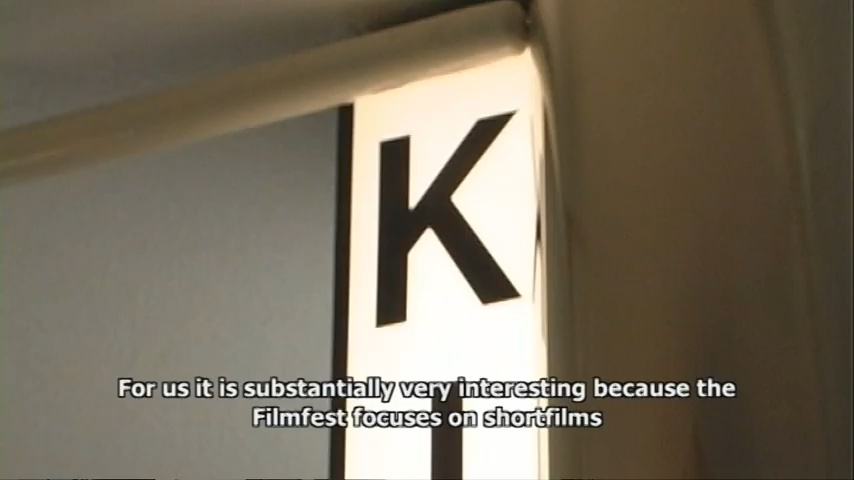 K
I
For us it is substantially very interesting because the
Filmfest focuses on shortfilms